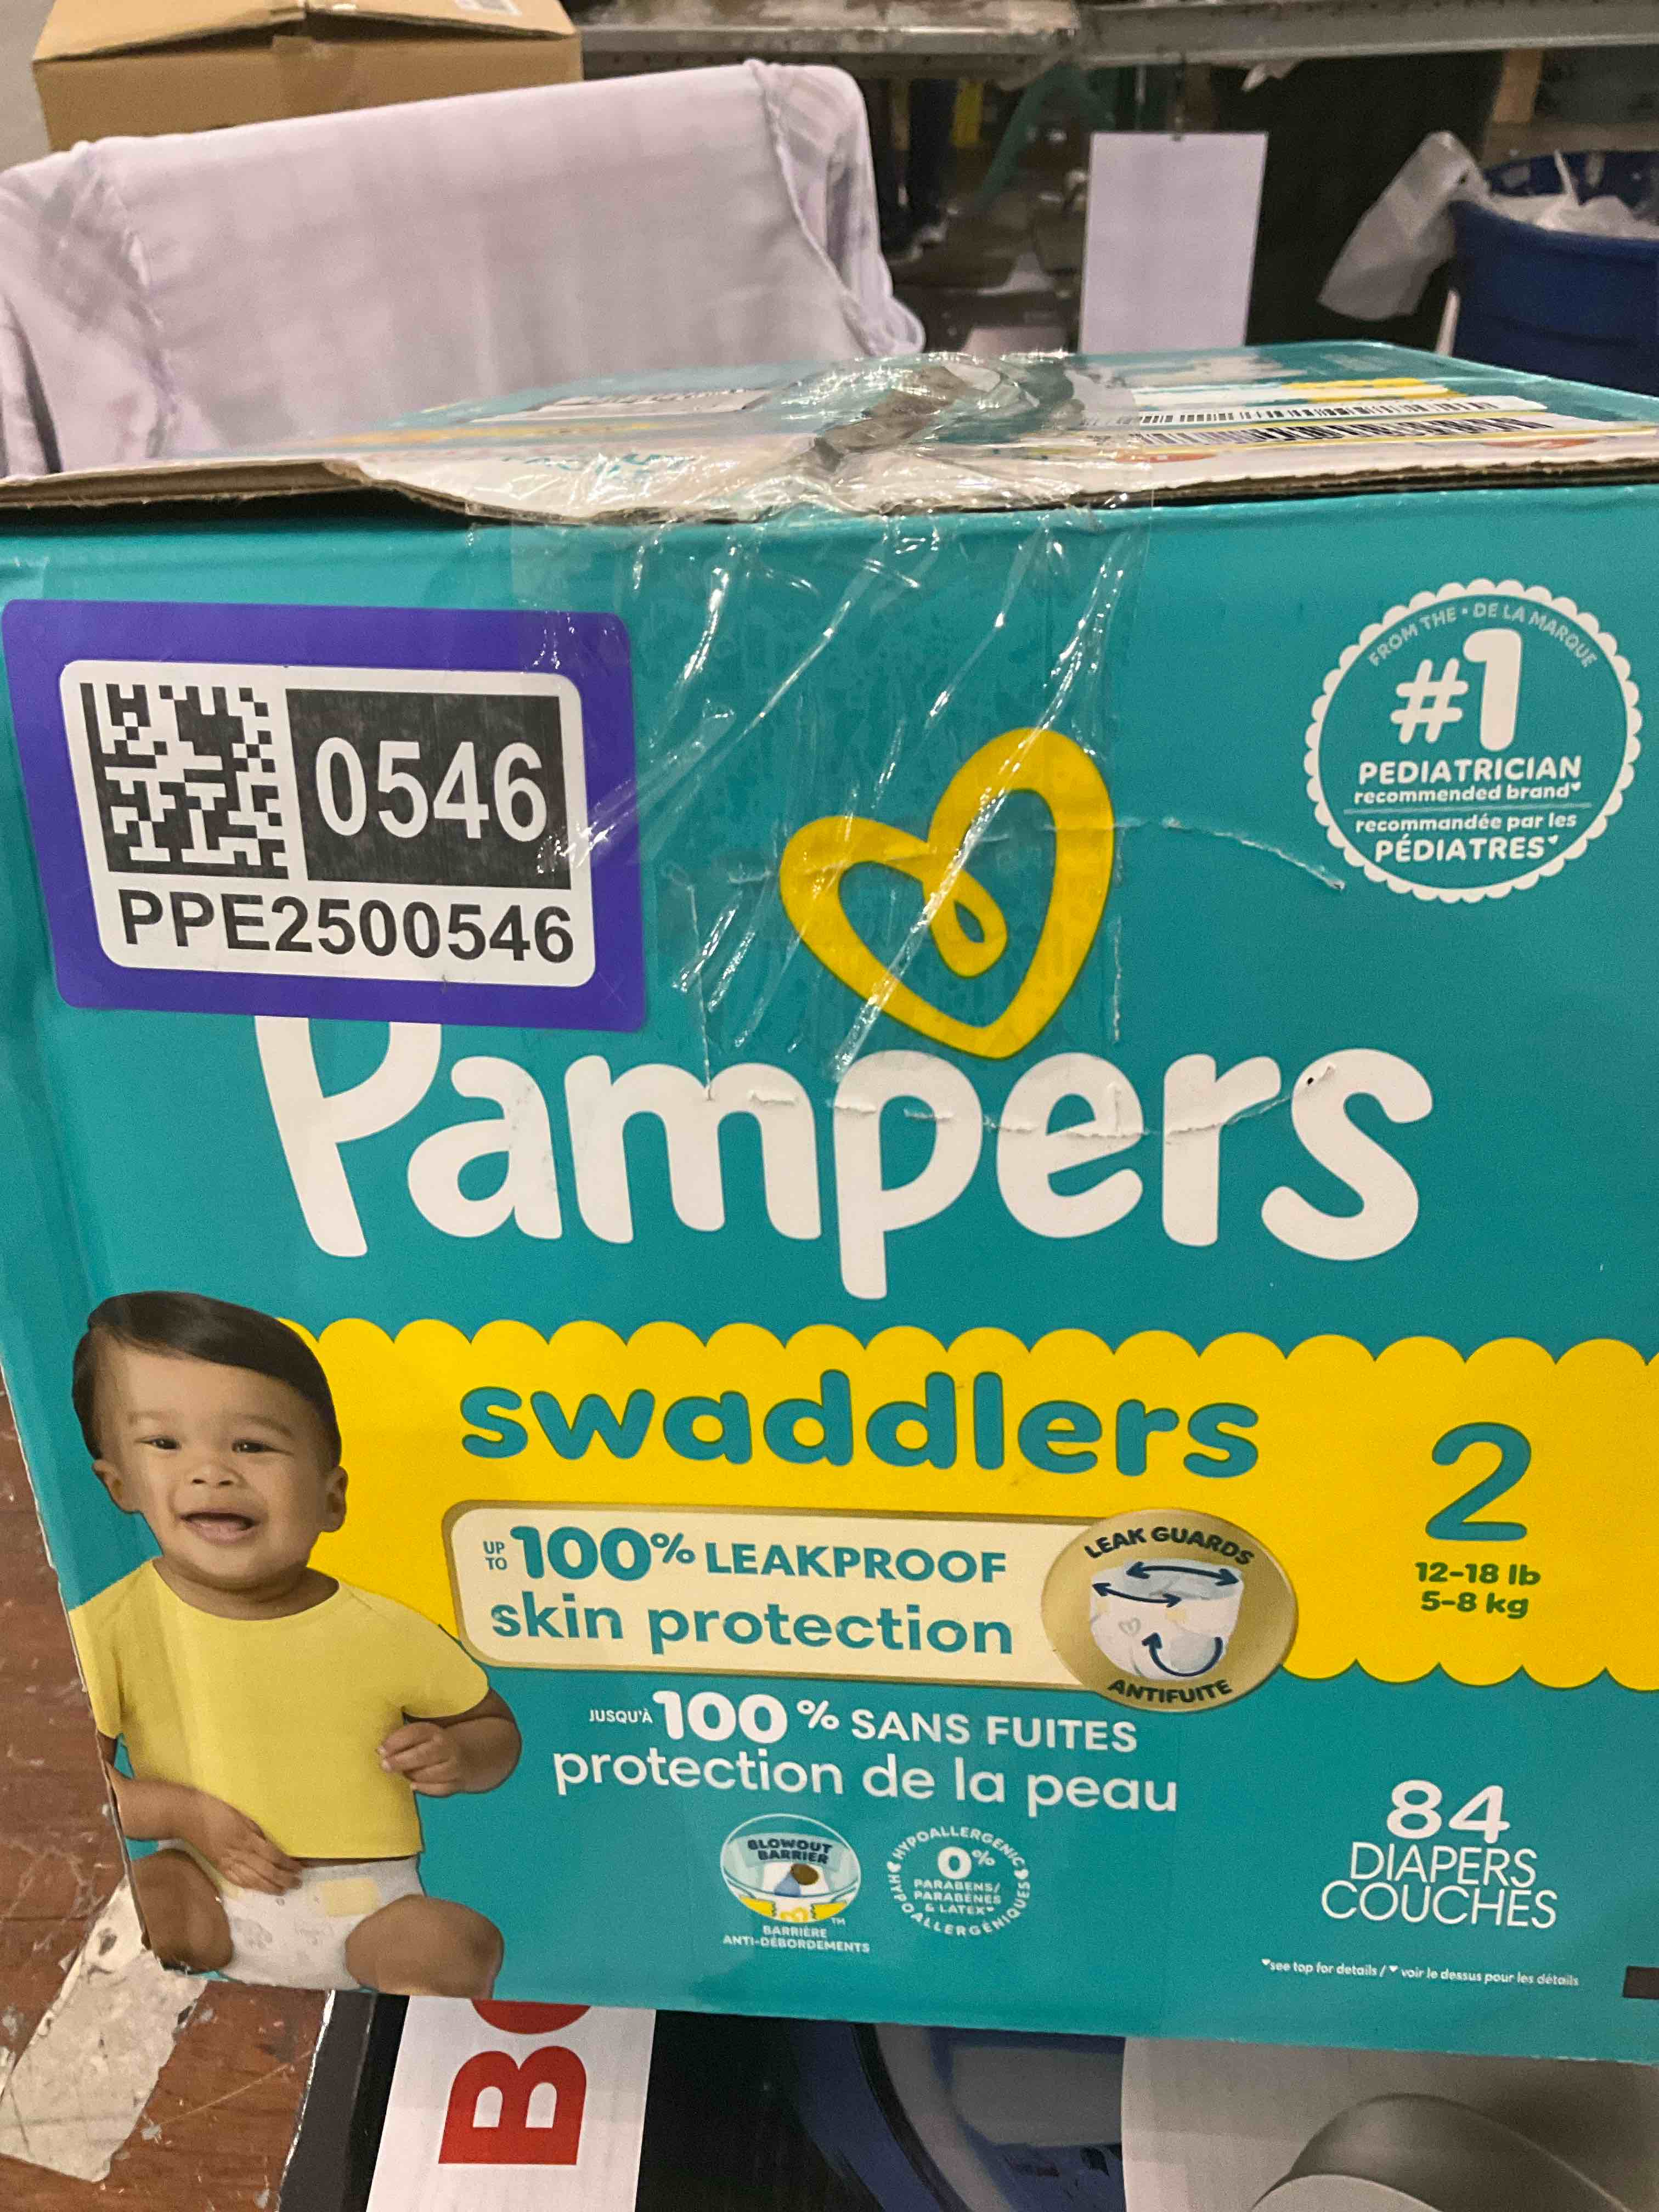 0546
PPE2500546
FROM THE • DE LA MARQUE
#1
PEDIATRICIAN
recommended brand♥
recommandée par les
PÉDIATRES♥
Pampers
swaddlers
2
12-18 lb
5-8 kg
UP TO 100% LEAKPROOF
skin protection
LEAK GUARDS
ANTIFUITE
JUSQU'À 100% SANS FUITES
protection de la peau
BLOWOUT
BARRIER
TM
BARRIÈRE
ANTI-DÉBORDEMENTS
HYPOALLERGENIC
0%
PARABENS/
PARABÈNES
& LATEX♥
HYPOALLERGÉNIQUES
84
DIAPERS
COUCHES
♥see top for details / ♥ voir le dessus pour les détails